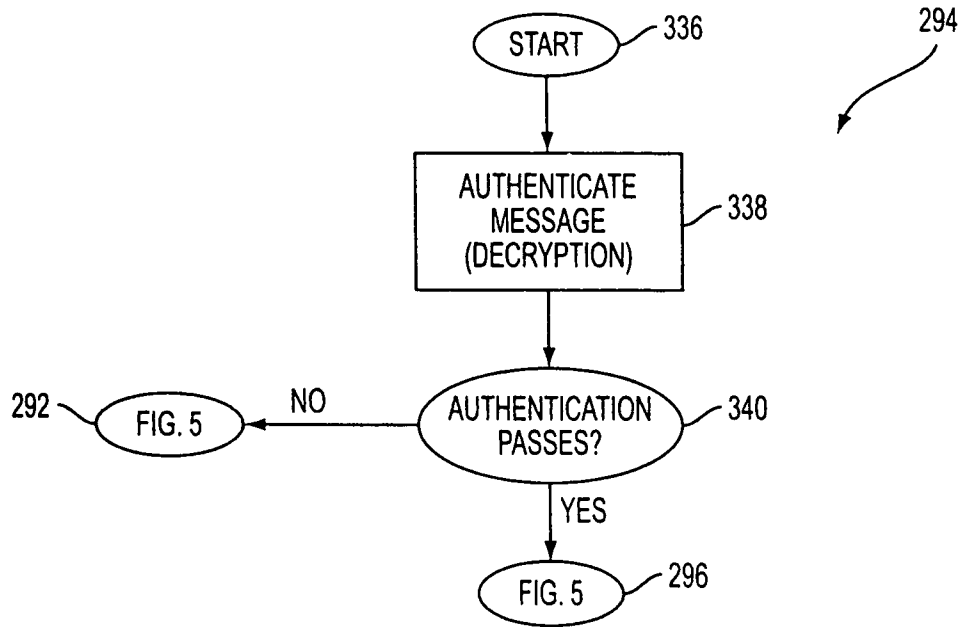 294
START
336
AUTHENTICATE
MESSAGE
(DECRYPTION)
338
292
FIG. 5
NO
AUTHENTICATION
PASSES?
340
YES
FIG. 5
296